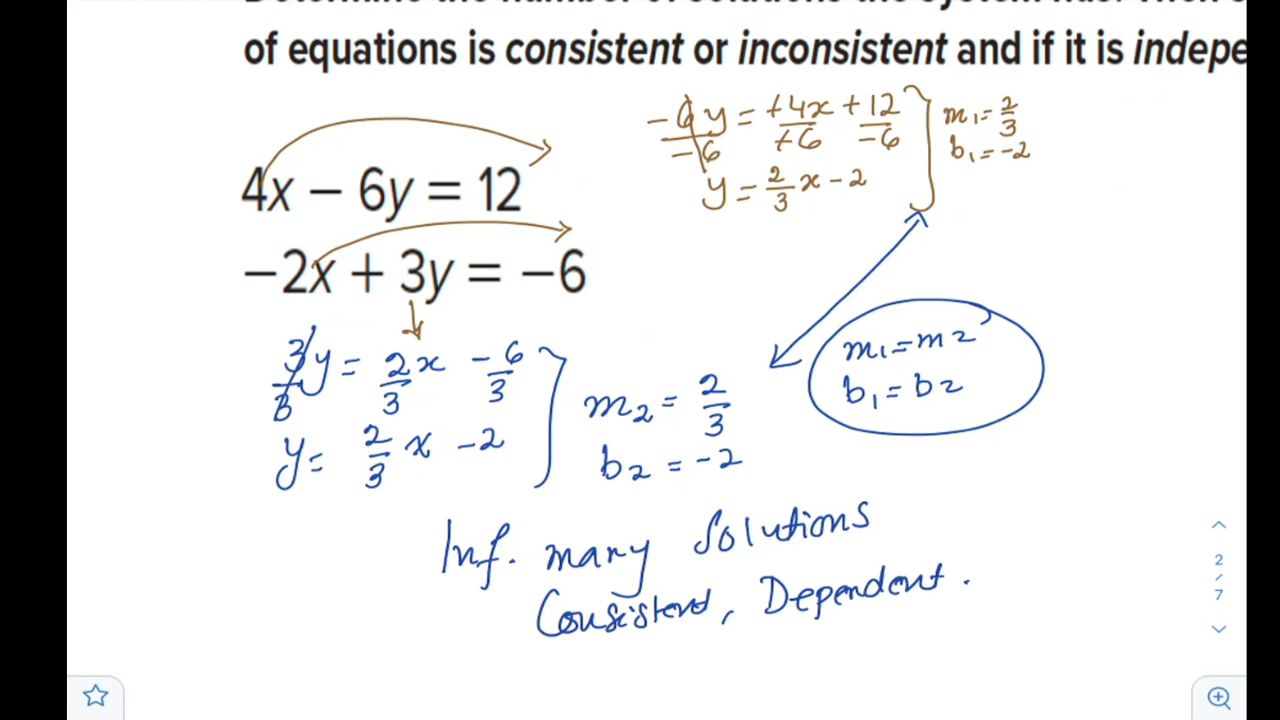 of equations is consistent or inconsistent and if it is indepe
-6y/-6 = +4x/+6 + 12/-6
y = 2/3 x - 2
m₁ = 2/3
b₁ = -2
4x − 6y = 12
−2x + 3y = −6
3y/3 = 2x/3 - 6/3
y = 2/3 x - 2
m₂ = 2/3
b₂ = -2
m₁ = m₂
b₁ = b₂
Inf. many Solutions
Consistent, Dependent.
2
/
7